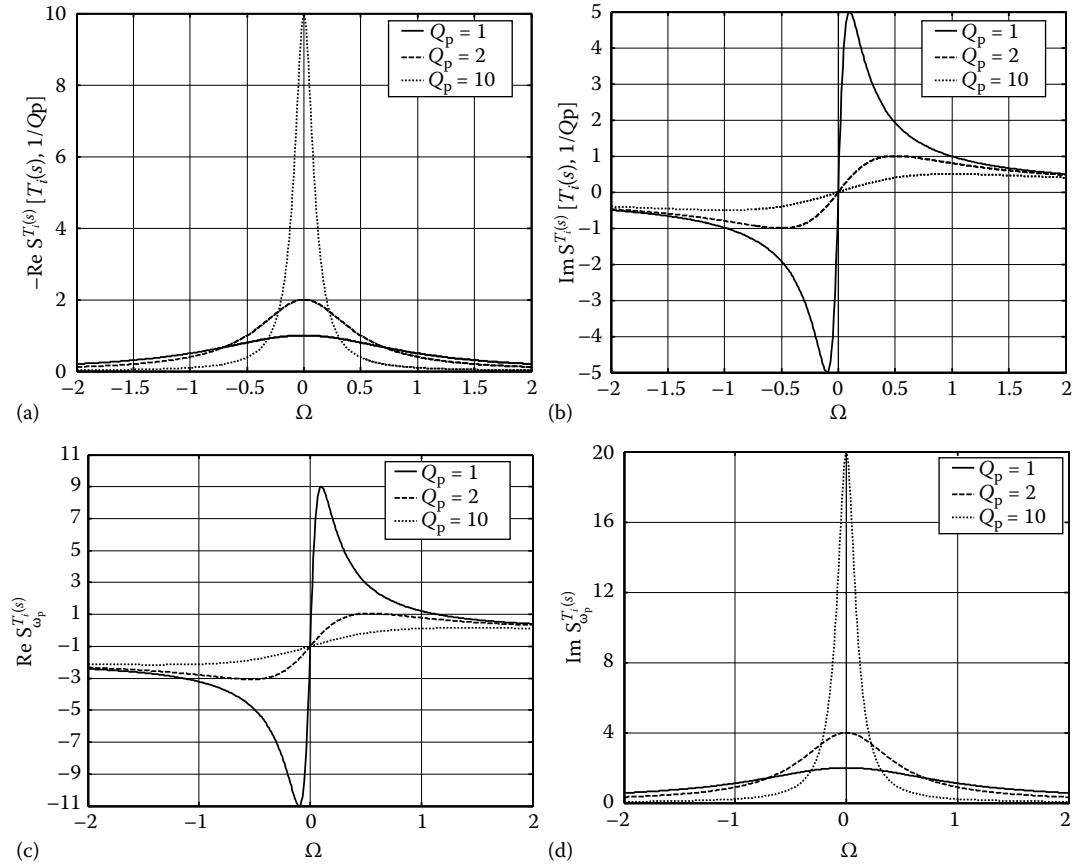 10
8
6
4
2
0
−Re S^{T_i(s)} [T_i(s), 1/Qp]
Q_p = 1
Q_p = 2
Q_p = 10
−2 −1.5 −1 −0.5 0 0.5 1 1.5 2
(a) Ω
5
4
3
2
1
0
−1
−2
−3
−4
−5
Im S^{T_i(s)} [T_i(s), 1/Qp]
Q_p = 1
Q_p = 2
Q_p = 10
−2 −1.5 −1 −0.5 0 0.5 1 1.5 2
(b) Ω
11
9
7
5
3
1
−1
−3
−5
−7
−9
−11
Re S_{ω_p}^{T_i(s)}
Q_p = 1
Q_p = 2
Q_p = 10
−2 −1 0 1 2
(c) Ω
20
16
12
8
4
0
Im S_{ω_p}^{T_i(s)}
Q_p = 1
Q_p = 2
Q_p = 10
−2 −1 0 1 2
(d) Ω